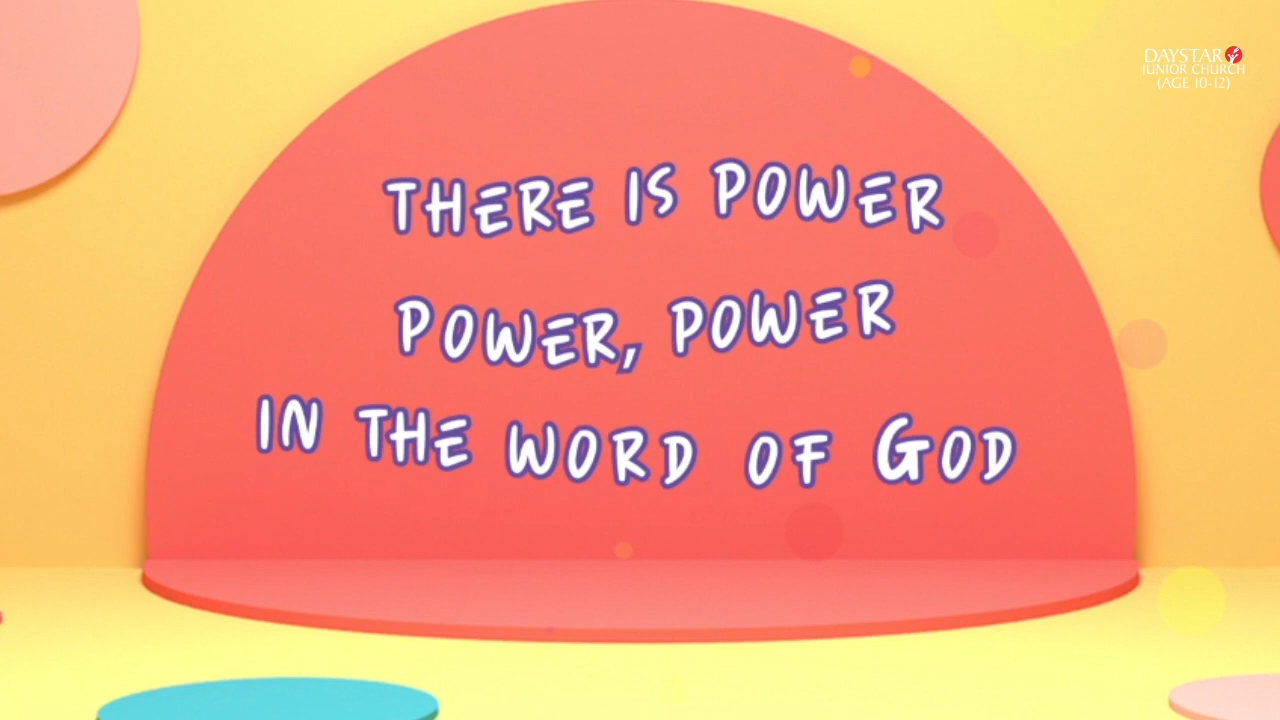 DAYSTAR
JUNIOR CHURCH
(AGE 10-12)
THERE IS POWER
POWER, POWER
IN THE WORD OF GOD